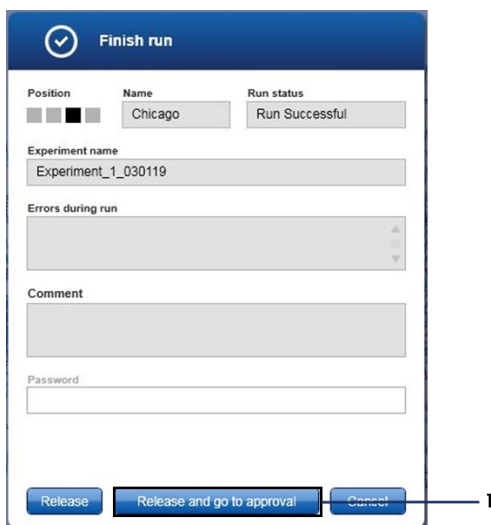 Finish run
Position Name Run status
Chicago Run Successful
Experiment name
Experiment_1_030119
Errors during run
Comment
Password
Release Release and go to approval Cancel 1